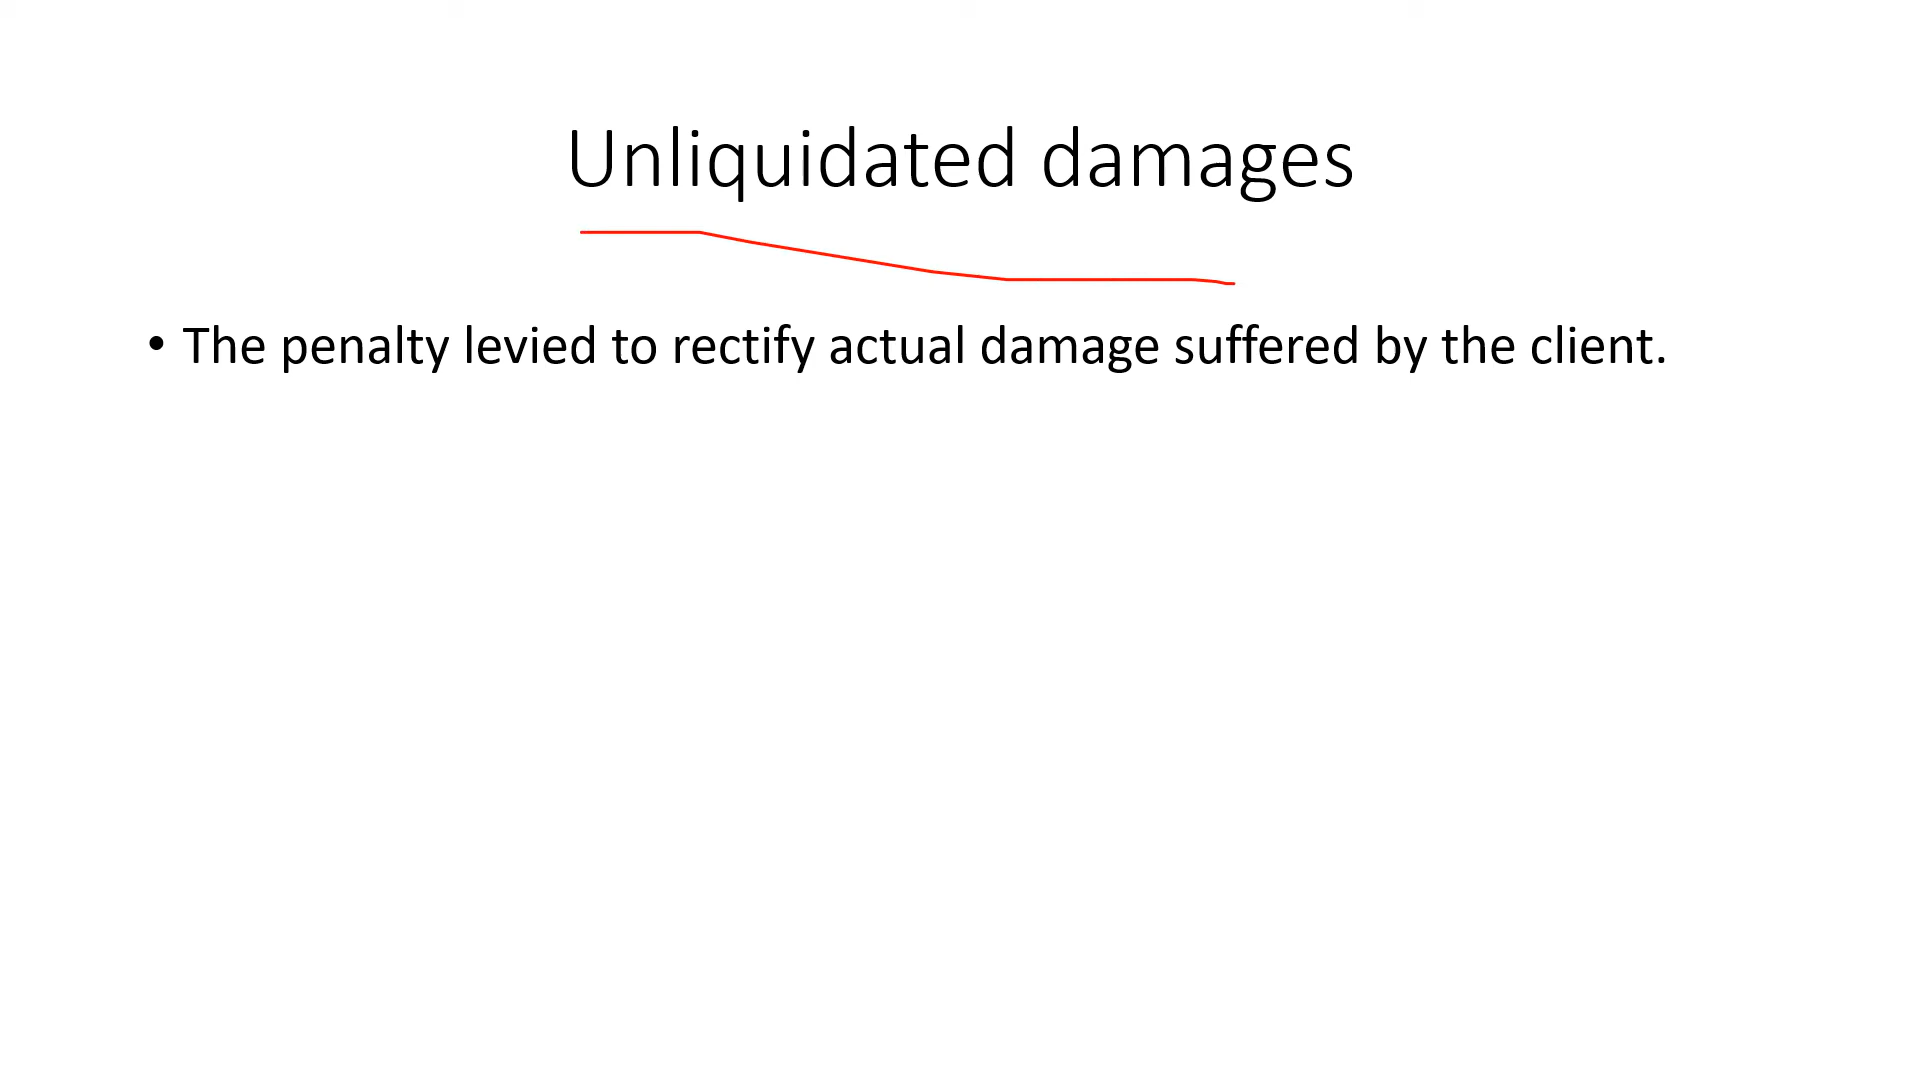 Unliquidated damages
• The penalty levied to rectify actual damage suffered by the client.